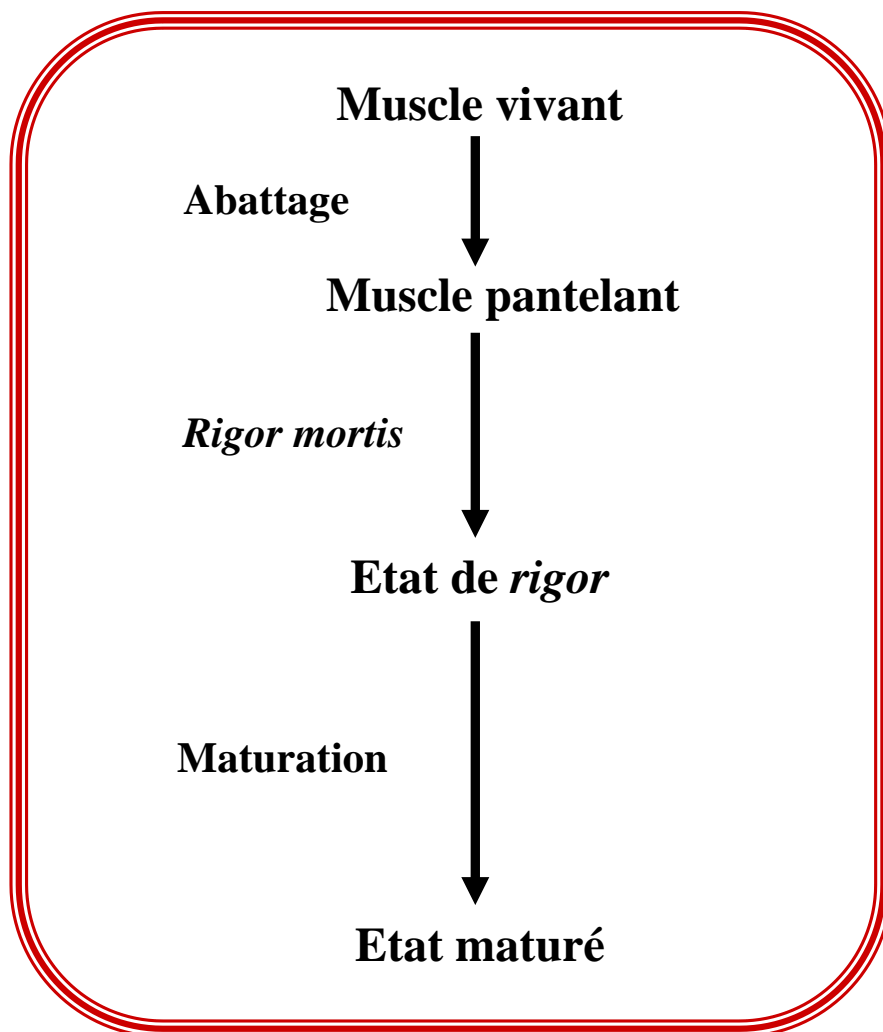 Muscle vivant
Abattage
Muscle pantelant
Rigor mortis
Etat de rigor
Maturation
Etat maturé